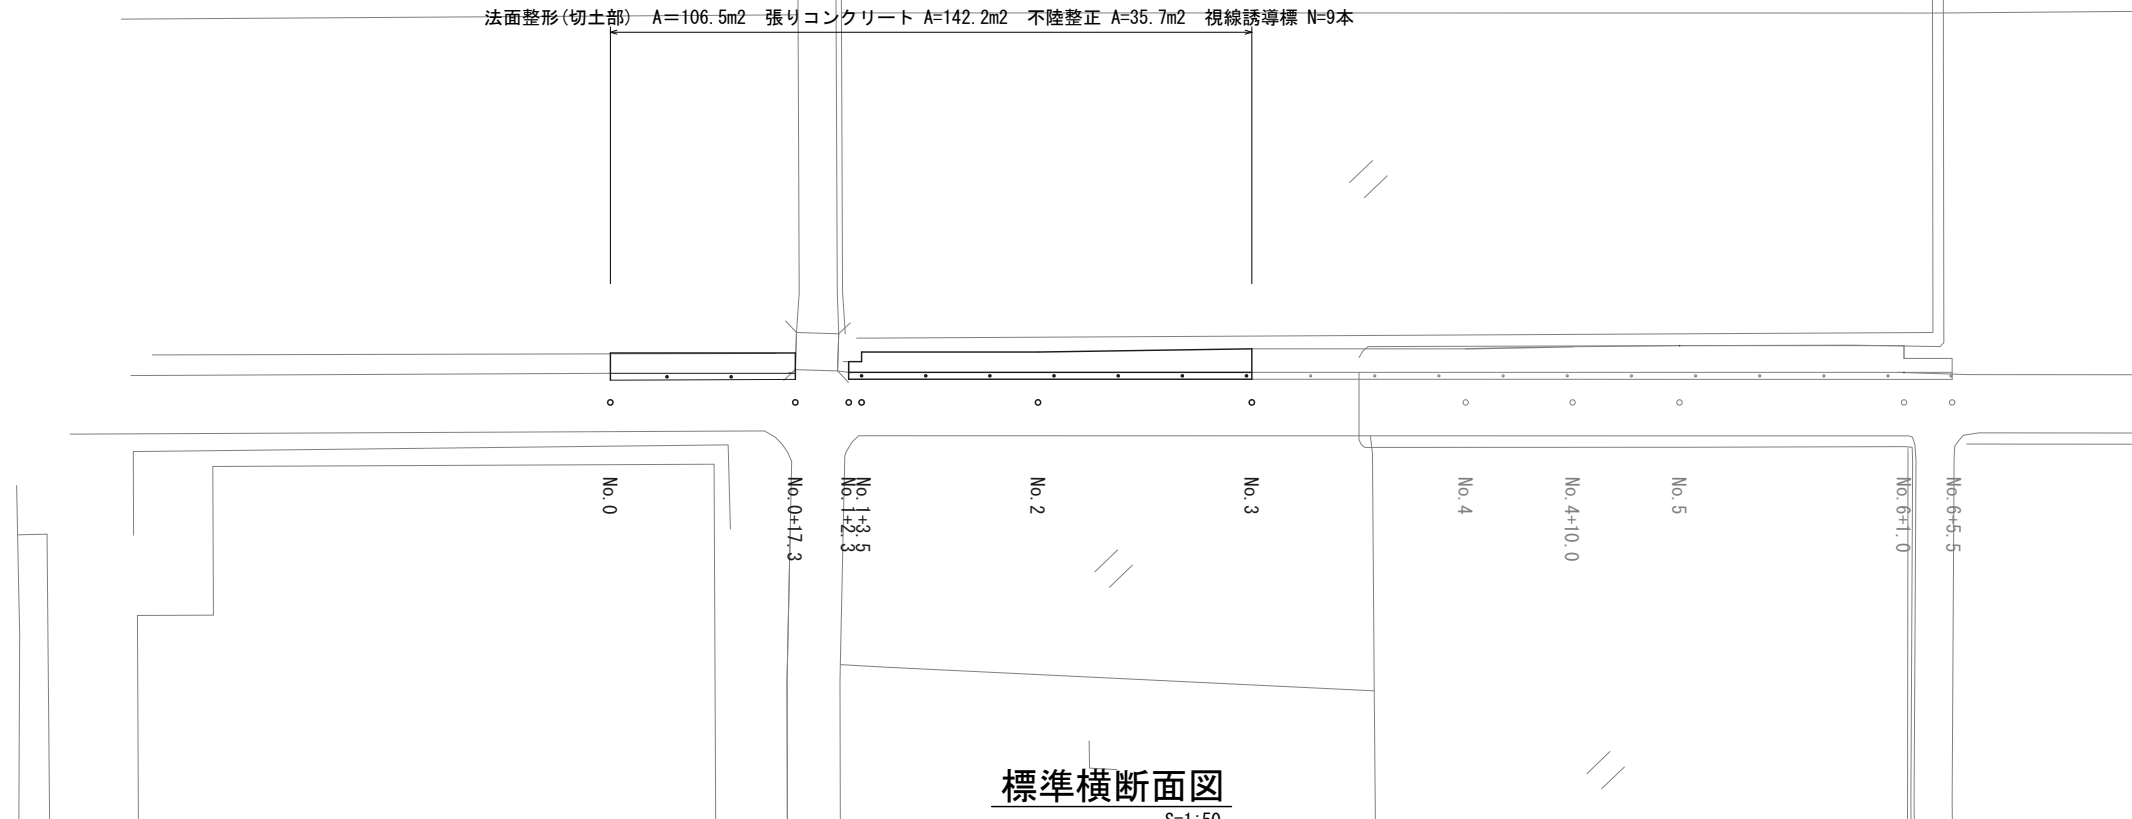 法面整形(切土部) A=106.5m2 張りコンクリート A=142.2m2 不陸整正 A=35.7m2 視線誘導標 N=9本
No.0
No.0+17.3
No.1+2.3
No.1+3.5
No.2
No.3
No.4
No.4+10.0
No.5
No.6+1.0
No.6+5.5
標準横断面図
S=1:50